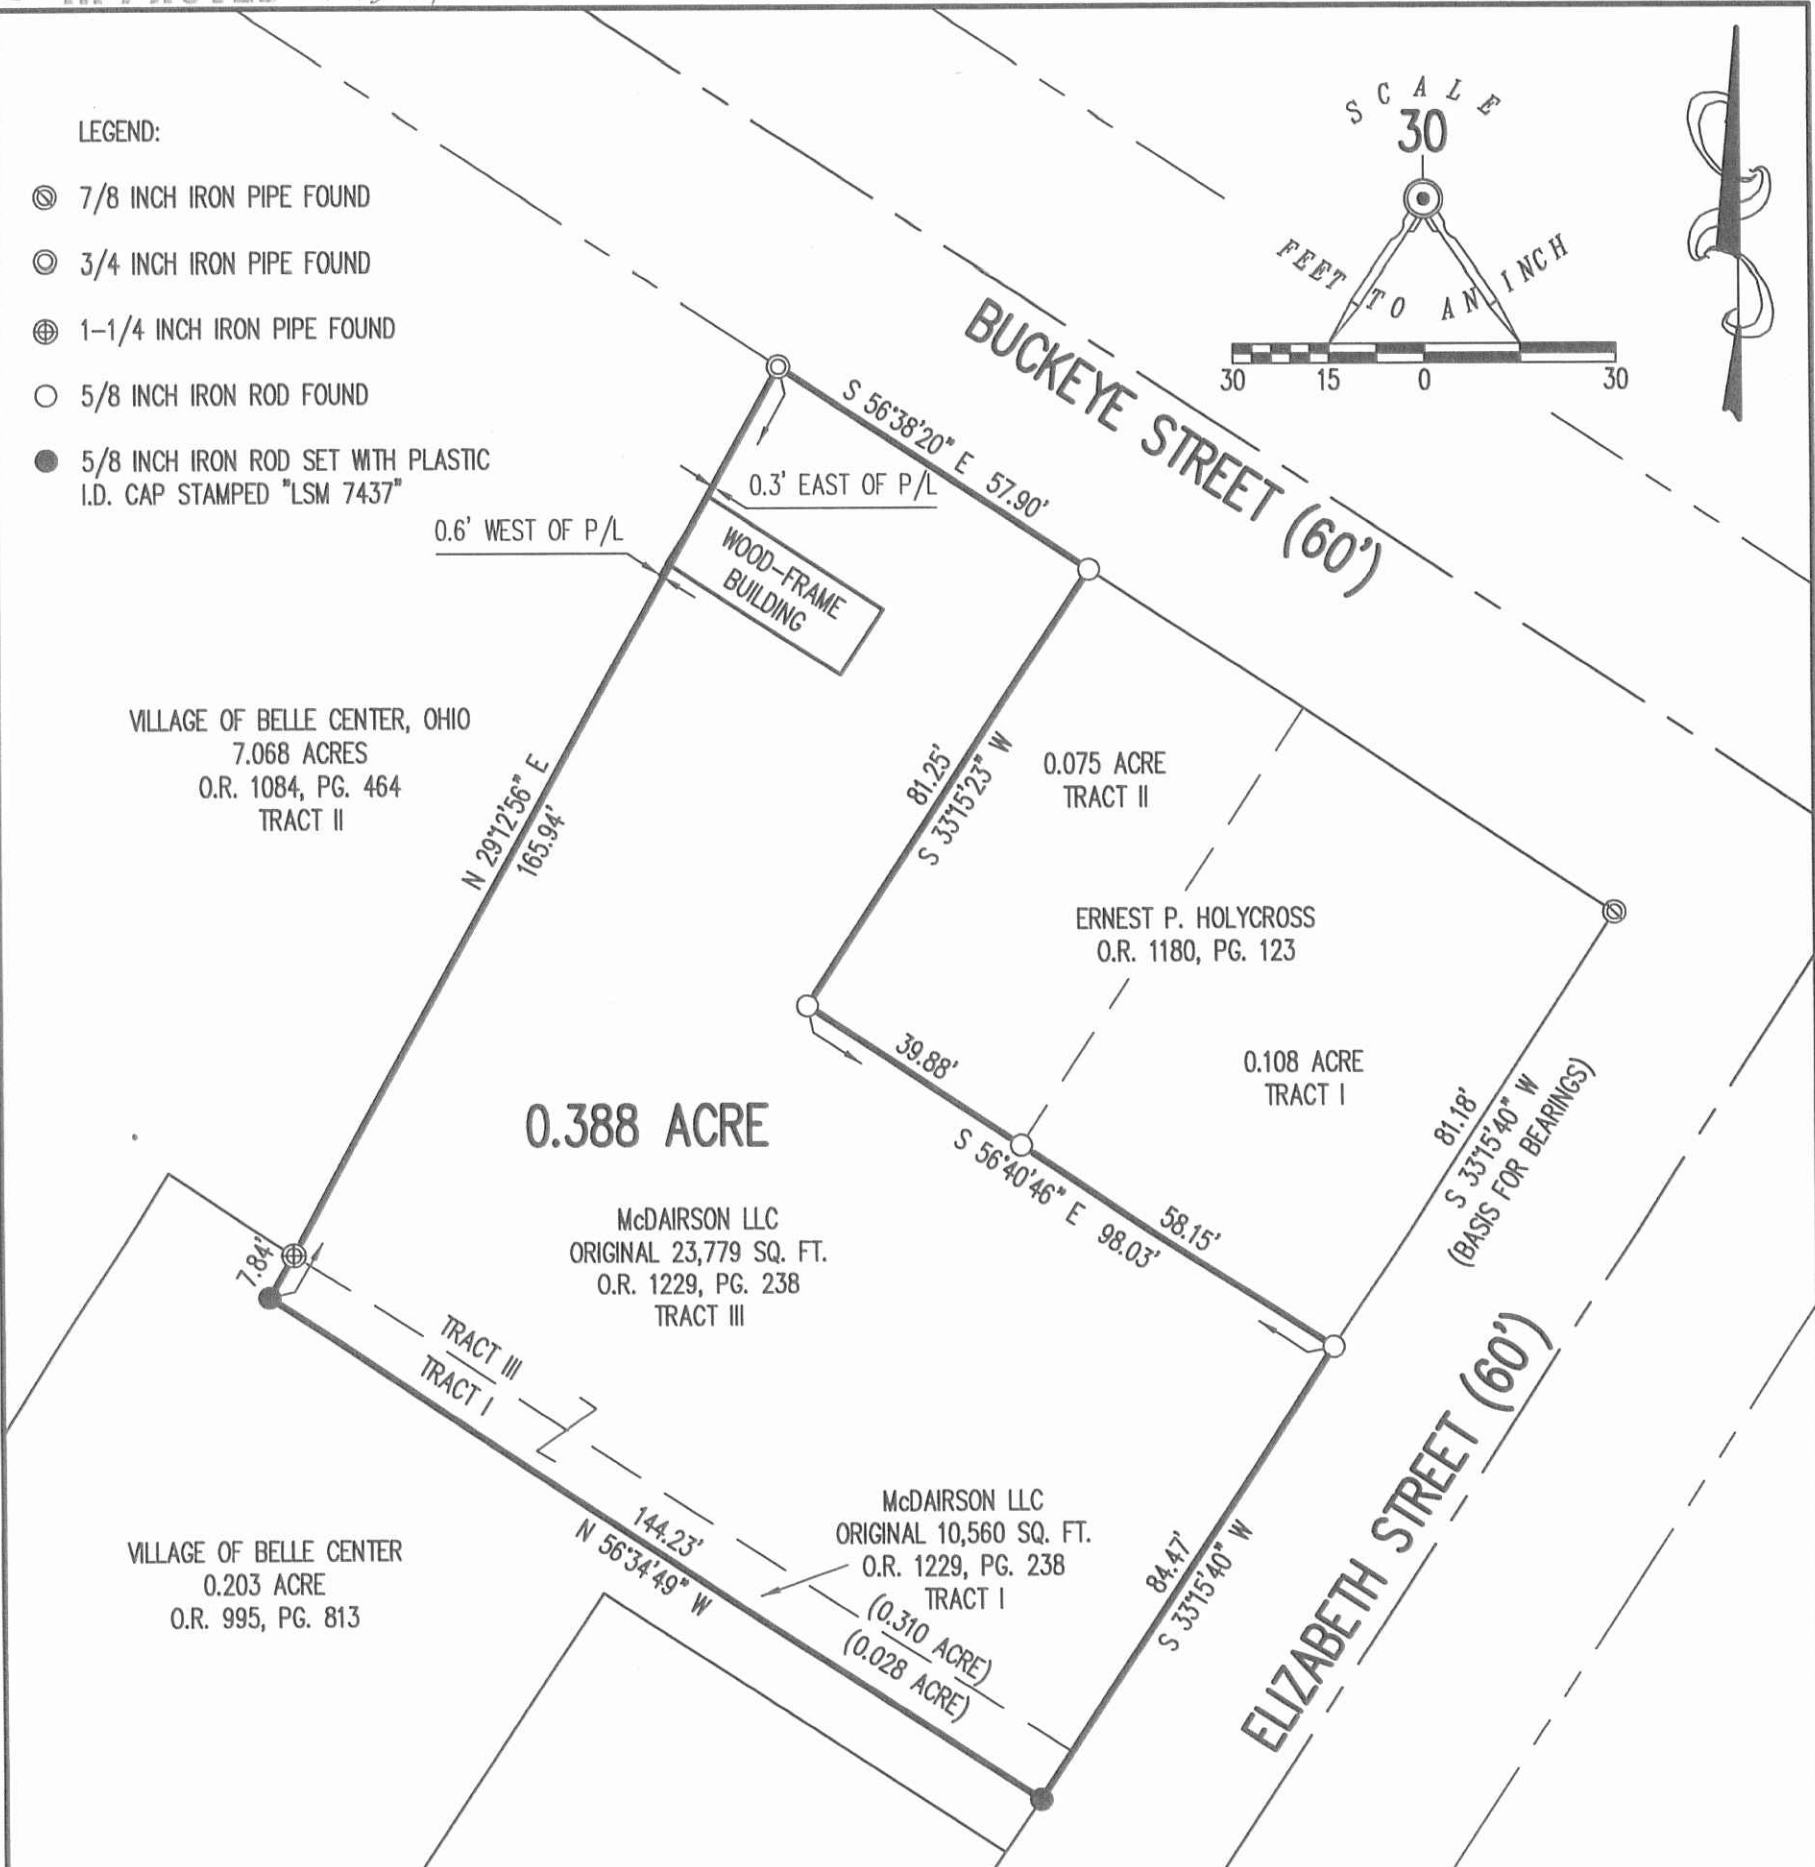 LEGEND:
7/8 INCH IRON PIPE FOUND
3/4 INCH IRON PIPE FOUND
1-1/4 INCH IRON PIPE FOUND
5/8 INCH IRON ROD FOUND
5/8 INCH IRON ROD SET WITH PLASTIC
I.D. CAP STAMPED "LSM 7437"
SCALE
30
FEET TO AN INCH
30 15 0 30
BUCKEYE STREET (60')
S 56°38'20" E 57.90'
0.3' EAST OF P/L
0.6' WEST OF P/L
WOOD-FRAME
BUILDING
VILLAGE OF BELLE CENTER, OHIO
7.068 ACRES
O.R. 1084, PG. 464
TRACT II
N 29°12'56" E
165.94'
81.25'
S 33°15'23" W
0.075 ACRE
TRACT II
ERNEST P. HOLYCROSS
O.R. 1180, PG. 123
0.108 ACRE
TRACT I
39.88'
58.15'
S 56°40'46" E 98.03'
81.18'
S 33°15'40" W
(BASIS FOR BEARINGS)
0.388 ACRE
McDAIRSON LLC
ORIGINAL 23,779 SQ. FT.
O.R. 1229, PG. 238
TRACT III
7.84'
TRACT III
TRACT I
144.23'
N 56°34'49" W
McDAIRSON LLC
ORIGINAL 10,560 SQ. FT.
O.R. 1229, PG. 238
TRACT I
(0.310 ACRE)
(0.028 ACRE)
84.47'
S 33°15'40" W
ELIZABETH STREET (60')
VILLAGE OF BELLE CENTER
0.203 ACRE
O.R. 995, PG. 813